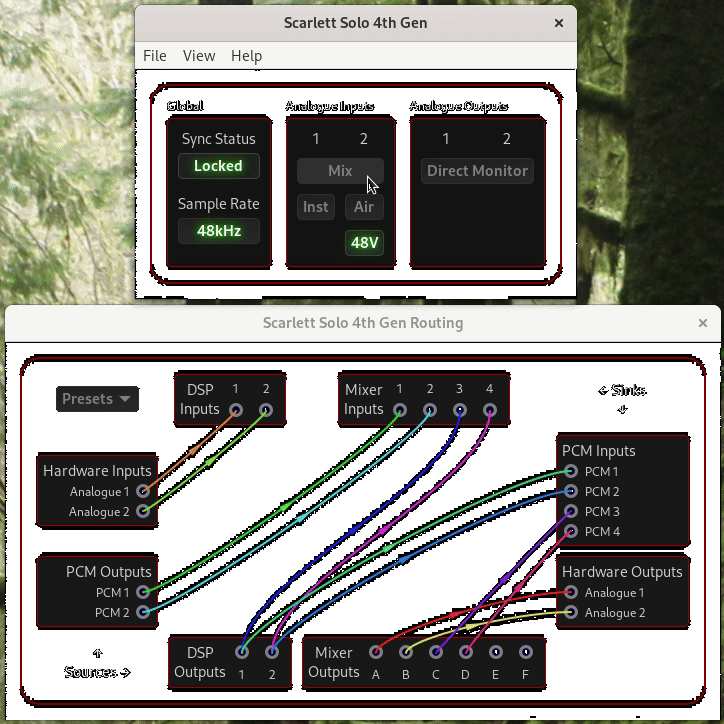 Scarlett Solo 4th Gen
×
File View Help
Global
Analogue Inputs
Analogue Outputs
Sync Status
Locked
Sample Rate
48kHz
1 2
Mix
Inst Air
48V
1 2
Direct Monitor
Scarlett Solo 4th Gen Routing
×
Presets
DSP 1 2
Inputs
Mixer 1 2 3 4
Inputs
← Sinks
↓
Hardware Inputs
Analogue 1
Analogue 2
PCM Inputs
PCM 1
PCM 2
PCM 3
PCM 4
PCM Outputs
PCM 1
PCM 2
Hardware Outputs
Analogue 1
Analogue 2
↑
Sources →
DSP
Outputs 1 2
Mixer
Outputs A B C D E F